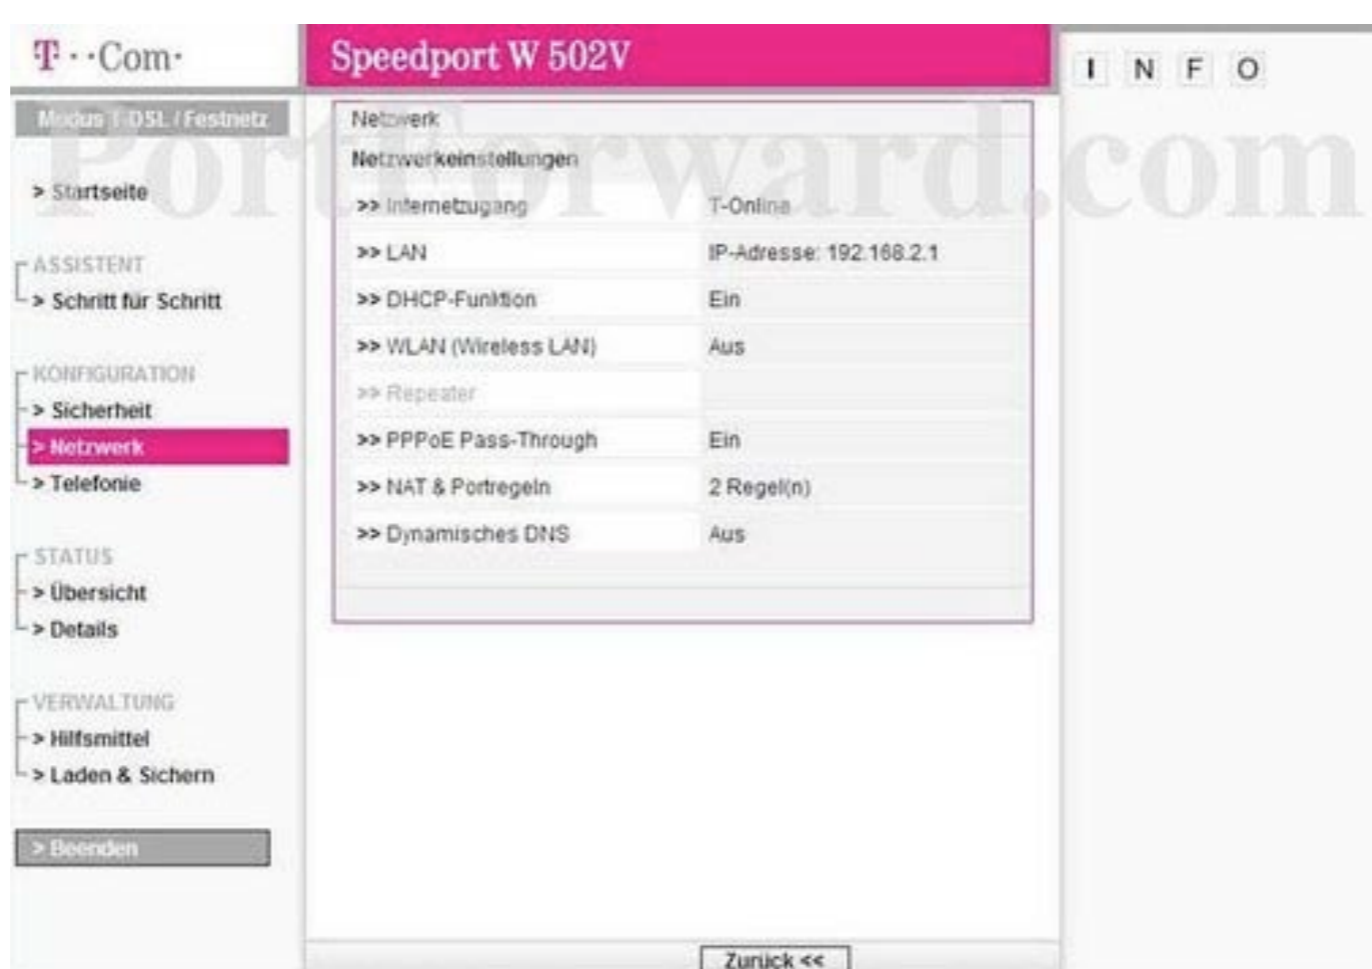 T··Com·
Speedport W 502V
I N F O
PortForward.com
Modus T-DSL / Festnetz
> Startseite
ASSISTENT
> Schritt für Schritt
KONFIGURATION
> Sicherheit
> Netzwerk
> Telefonie
STATUS
> Übersicht
> Details
VERWALTUNG
> Hilfsmittel
> Laden & Sichern
> Beenden
Netzwerk
Netzwerkeinstellungen
>> Internetzugang T-Online
>> LAN IP-Adresse: 192.168.2.1
>> DHCP-Funktion Ein
>> WLAN (Wireless LAN) Aus
>> Repeater
>> PPPoE Pass-Through Ein
>> NAT & Portregeln 2 Regel(n)
>> Dynamisches DNS Aus
Zurück <<